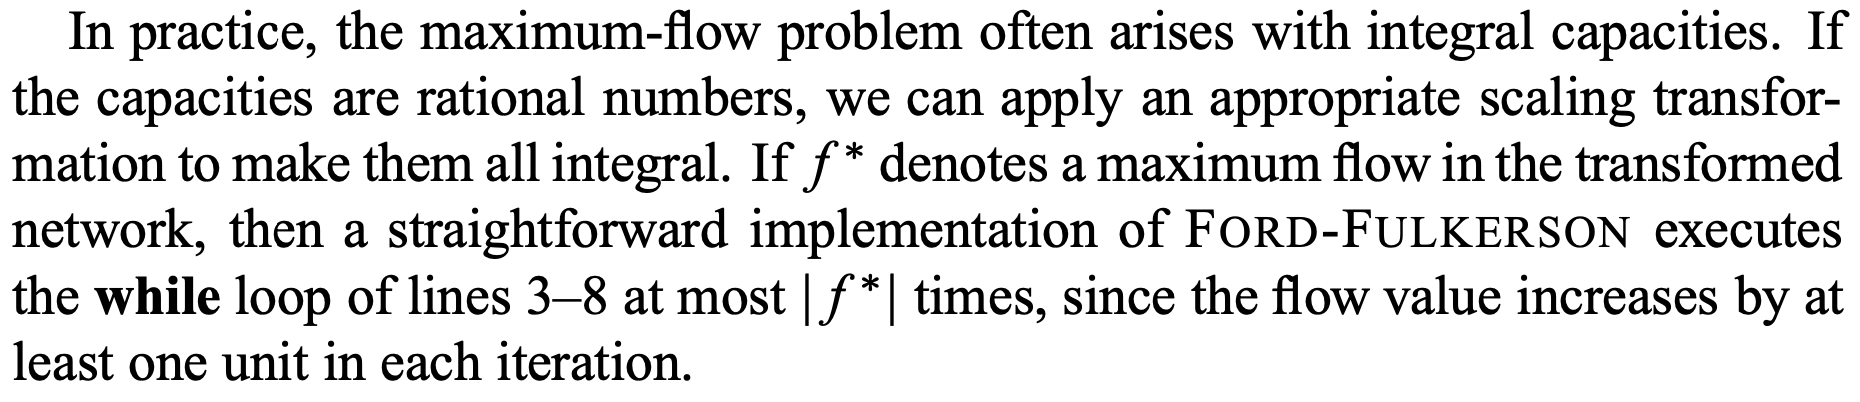 In practice, the maximum-flow problem often arises with integral capacities. If
the capacities are rational numbers, we can apply an appropriate scaling transfor-
mation to make them all integral. If f* denotes a maximum flow in the transformed
network, then a straightforward implementation of FORD-FULKERSON executes
the while loop of lines 3–8 at most |f*| times, since the flow value increases by at
least one unit in each iteration.